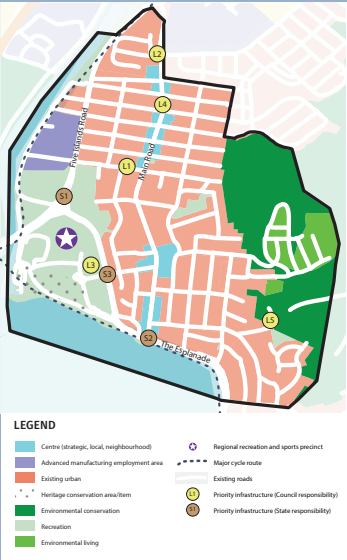 L2
L4
Five Islands Road
Main Road
L1
S1
L3
S3
L5
S2
The Esplanade
LEGEND
Centre (strategic, local, neighbourhood)
Advanced manufacturing employment area
Existing urban
Heritage conservation area/item
Environmental conservation
Recreation
Environmental living
Regional recreation and sports precinct
Major cycle route
Existing roads
L1 Priority infrastructure (Council responsibility)
S1 Priority infrastructure (State responsibility)